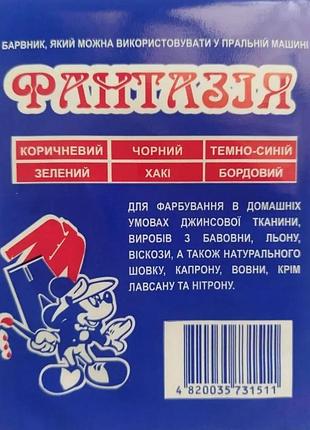 БАРВНИК, ЯКИЙ МОЖНА ВИКОРИСТОВУВАТИ У ПРАЛЬНІЙ МАШИНІ
ФАНТАЗІЯ
КОРИЧНЕВИЙ ЧОРНИЙ ТЕМНО-СИНІЙ
ЗЕЛЕНИЙ ХАКІ БОРДОВИЙ
ДЛЯ ФАРБУВАННЯ В ДОМАШНІХ
УМОВАХ ДЖИНСОВОЇ ТКАНИНИ,
ВИРОБІВ З БАВОВНИ, ЛЬОНУ,
ВІСКОЗИ, А ТАКОЖ НАТУРАЛЬНОГО
ШОВКУ, КАПРОНУ, ВОВНИ, КРІМ
ЛАВСАНУ ТА НІТРОНУ.
4 820035 731511